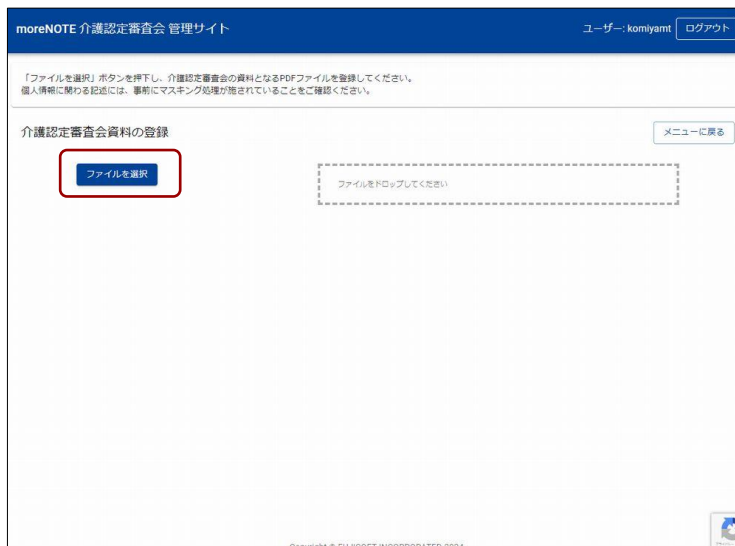 moreNOTE 介護認定審査会 管理サイト
ユーザー: komiyamt
ログアウト
「ファイルを選択」ボタンを押下し、介護認定審査会の資料となるPDFファイルを登録してください。
個人情報に関わる記述には、事前にマスキング処理が施されていることをご確認ください。
介護認定審査会資料の登録
メニューに戻る
ファイルを選択
ファイルをドロップしてください